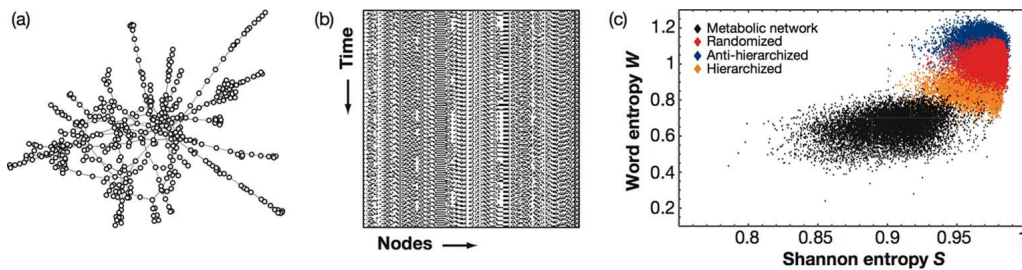 (a)
(b)
Time
Nodes
(c)
Word entropy W
1.2
1
0.8
0.6
0.4
0.2
Metabolic network
Randomized
Anti-hierarchized
Hierarchized
0.8
0.85
0.9
0.95
1
Shannon entropy S